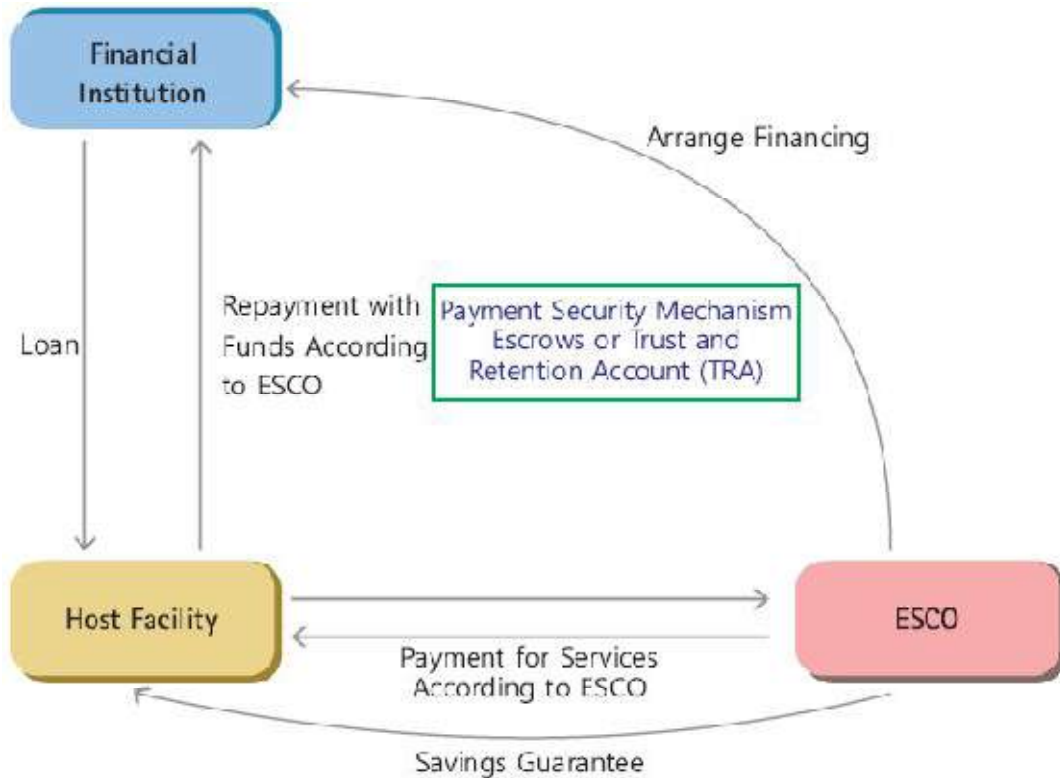 Financial
Institution
Arrange Financing
Loan
Repayment with
Funds According
to ESCO
Payment Security Mechanism
Escrows or Trust and
Retention Account (TRA)
Host Facility
ESCO
Payment for Services
According to ESCO
Savings Guarantee